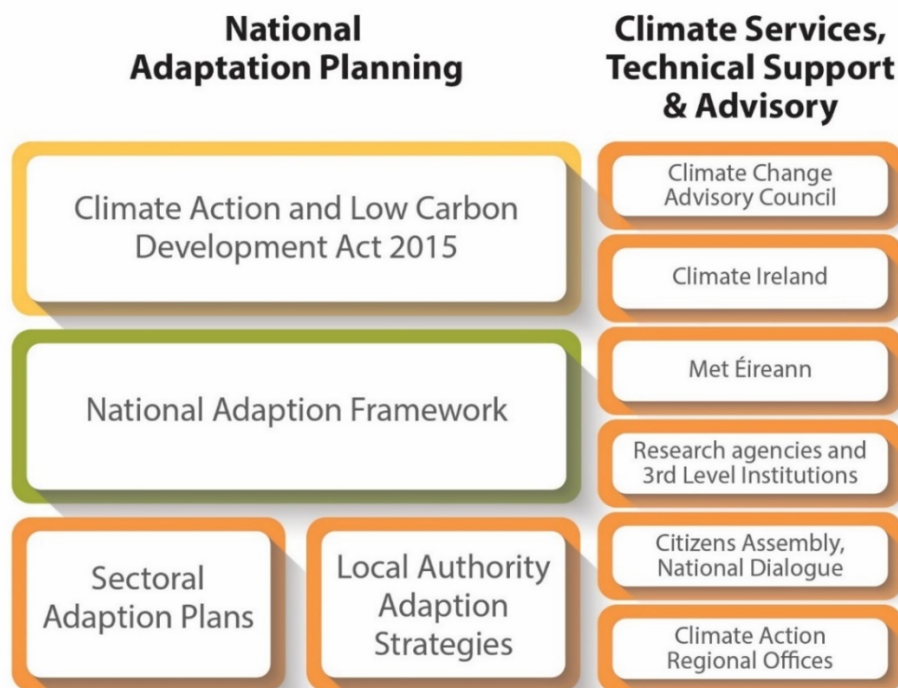 National
Adaptation Planning
Climate Action and Low Carbon
Development Act 2015
National Adaption Framework
Sectoral
Adaption Plans
Local Authority
Adaption
Strategies
Climate Services,
Technical Support
& Advisory
Climate Change
Advisory Council
Climate Ireland
Met Éireann
Research agencies and
3rd Level Institutions
Citizens Assembly,
National Dialogue
Climate Action
Regional Offices